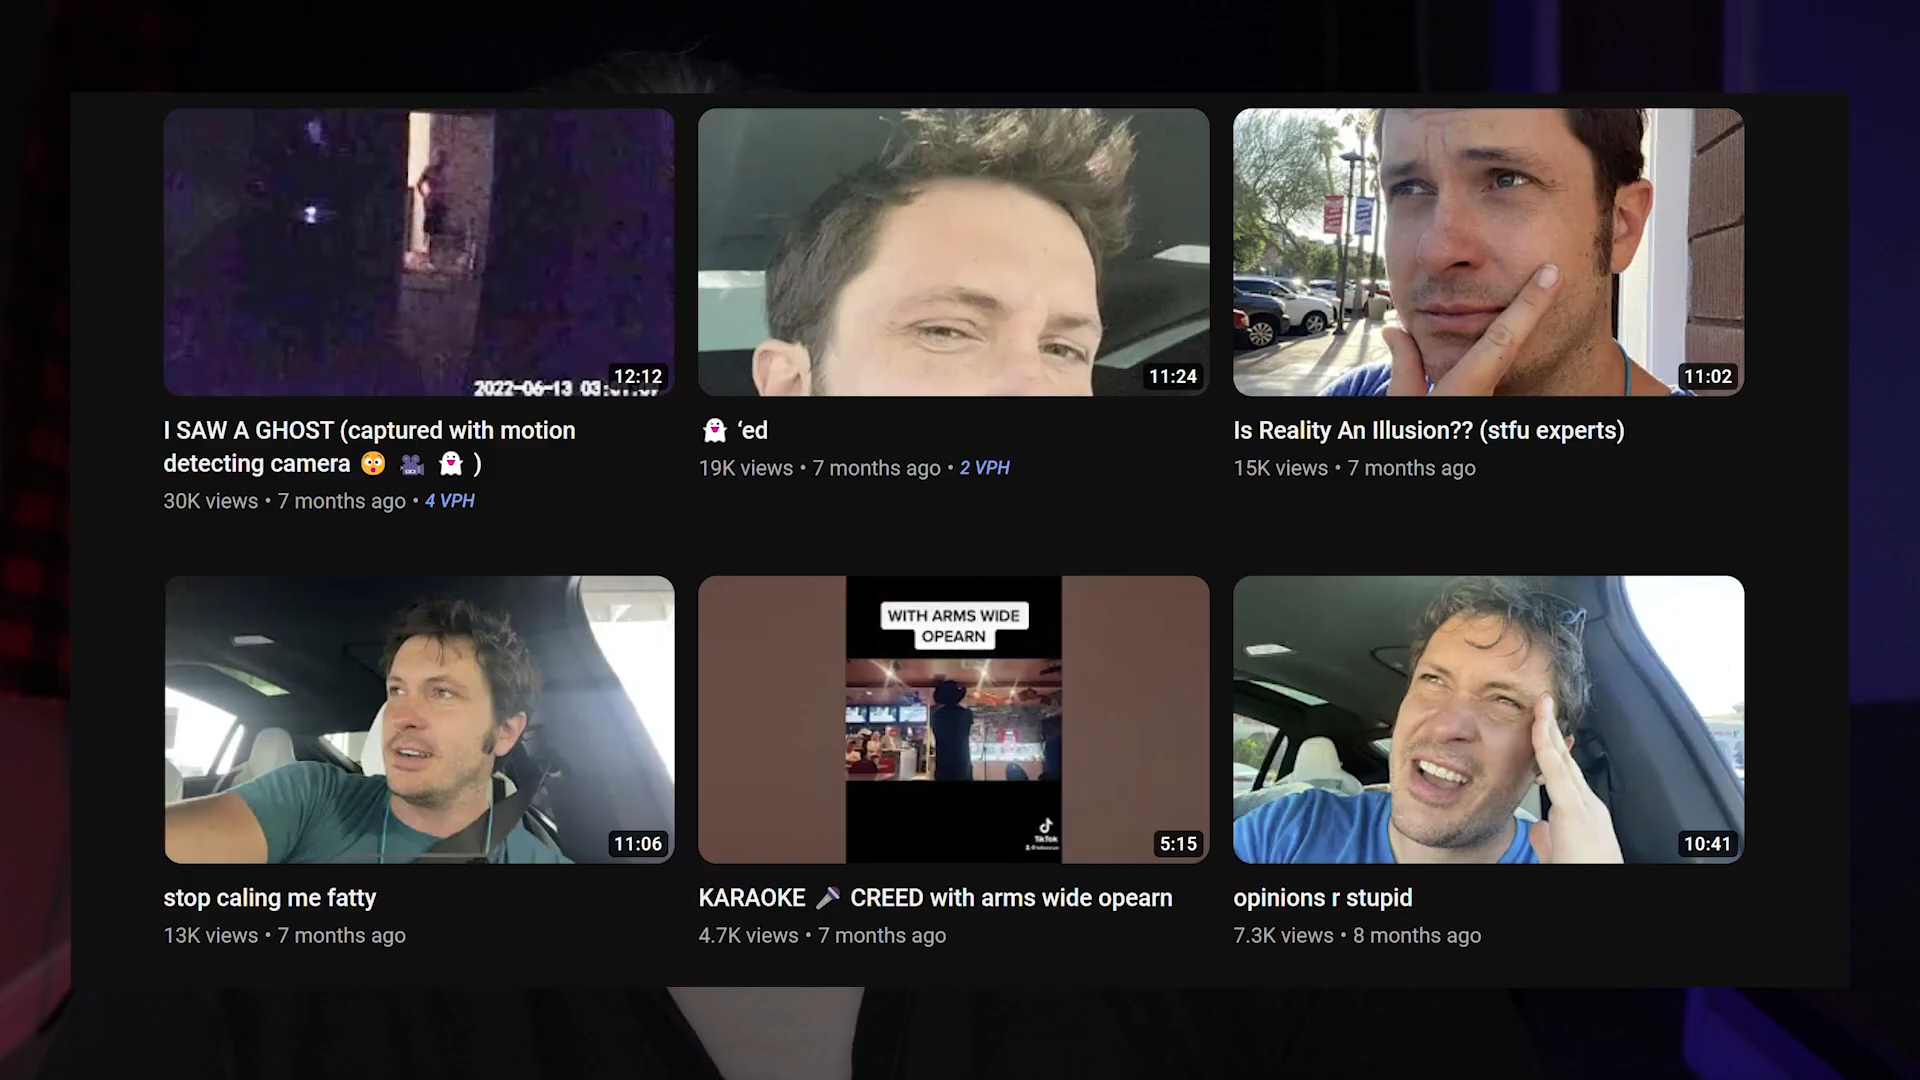 2022-06-13 03:
12:12
11:24
11:02
I SAW A GHOST (captured with motion
detecting camera 😳 🎥 👻 )
30K views • 7 months ago • 4 VPH
👻 ‘ed
19K views • 7 months ago • 2 VPH
Is Reality An Illusion?? (stfu experts)
15K views • 7 months ago
WITH ARMS WIDE
OPEARN
TikTok
11:06
5:15
10:41
stop caling me fatty
13K views • 7 months ago
KARAOKE 🎤 CREED with arms wide opearn
4.7K views • 7 months ago
opinions r stupid
7.3K views • 8 months ago